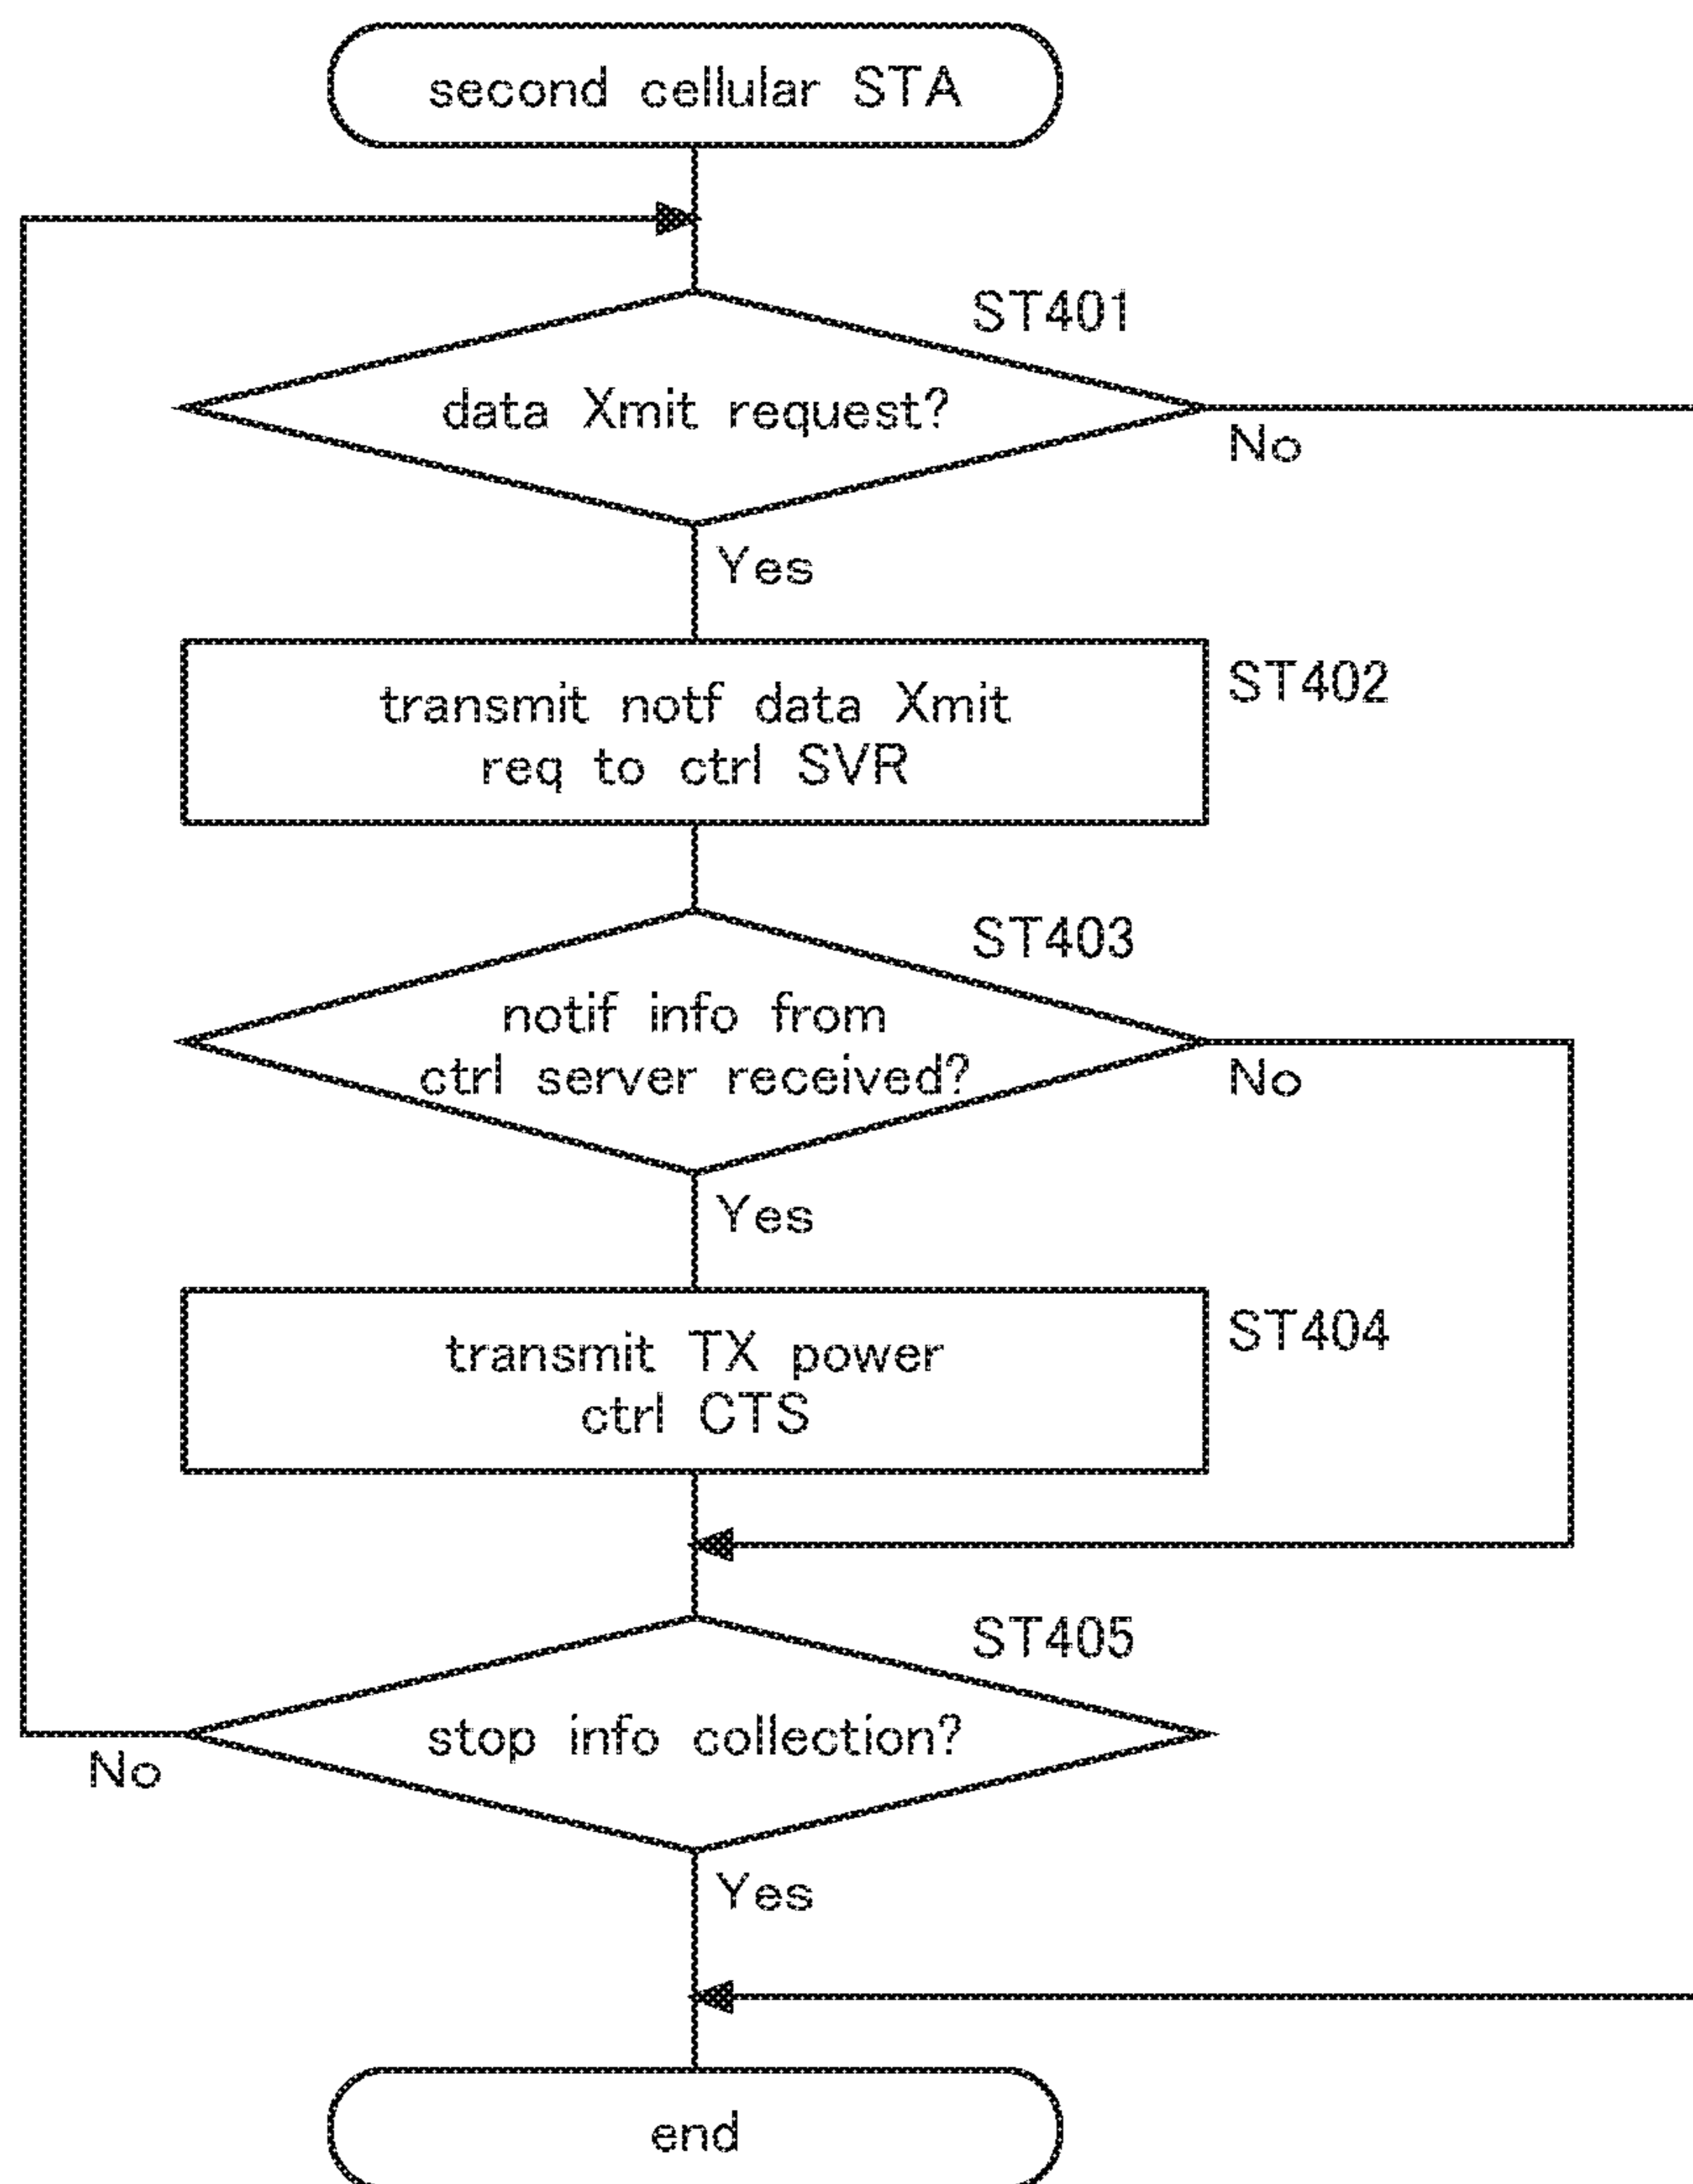 second cellular STA
ST401
data Xmit request?
No
Yes
transmit notf data Xmit
req to ctrl SVR
ST402
ST403
notif info from
ctrl server received?
No
Yes
transmit TX power
ctrl CTS
ST404
ST405
stop info collection?
No
Yes
end